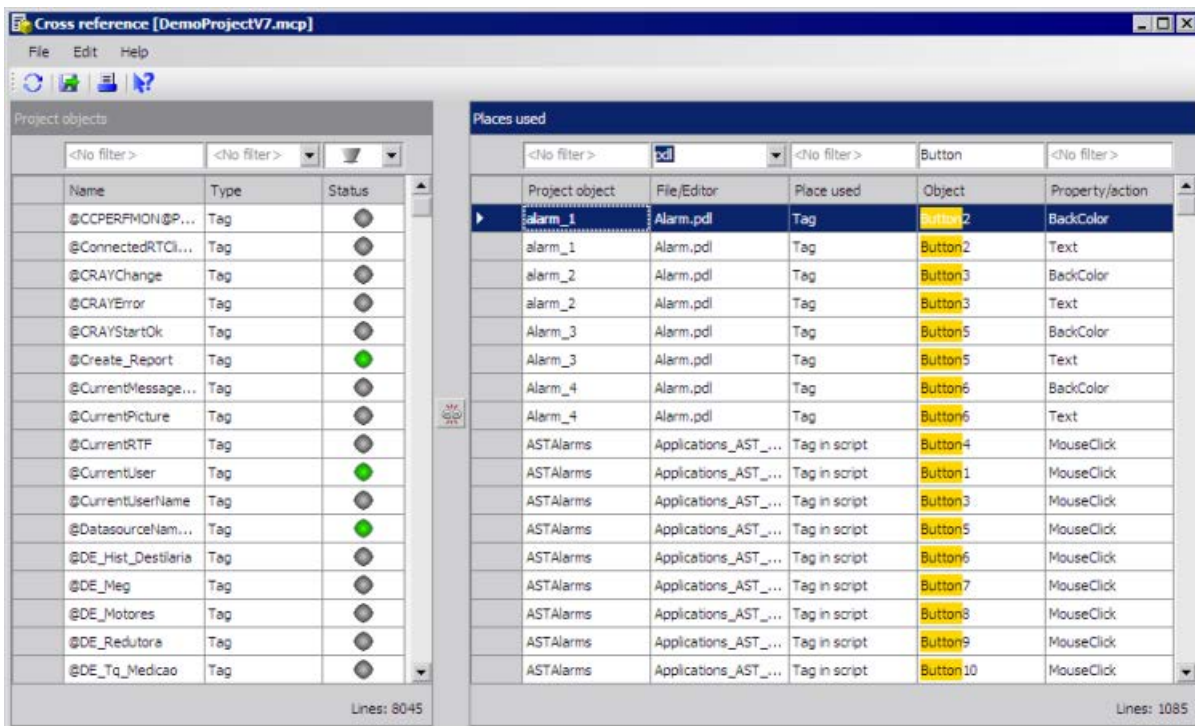 Cross reference [DemoProjectV7.mcp]
File Edit Help
Project objects
<No filter> <No filter>
Name Type Status
@CCPERFMON@P... Tag
@ConnectedRTCli... Tag
@CRAYChange Tag
@CRAYError Tag
@CRAYStartOk Tag
@Create_Report Tag
@CurrentMessage... Tag
@CurrentPicture Tag
@CurrentRTF Tag
@CurrentUser Tag
@CurrentUserName Tag
@DatasourceNam... Tag
@DE_Hist_Destilaria Tag
@DE_Meg Tag
@DE_Motores Tag
@DE_Redutora Tag
@DE_Tq_Medicao Tag
Lines: 8045
Places used
<No filter> pdl <No filter> Button <No filter>
Project object File/Editor Place used Object Property/action
alarm_1 Alarm.pdl Tag Button2 BackColor
alarm_1 Alarm.pdl Tag Button2 Text
alarm_2 Alarm.pdl Tag Button3 BackColor
alarm_2 Alarm.pdl Tag Button3 Text
Alarm_3 Alarm.pdl Tag Button5 BackColor
Alarm_3 Alarm.pdl Tag Button5 Text
Alarm_4 Alarm.pdl Tag Button6 BackColor
Alarm_4 Alarm.pdl Tag Button6 Text
ASTAlarms Applications_AST_... Tag in script Button4 MouseClick
ASTAlarms Applications_AST_... Tag in script Button1 MouseClick
ASTAlarms Applications_AST_... Tag in script Button3 MouseClick
ASTAlarms Applications_AST_... Tag in script Button5 MouseClick
ASTAlarms Applications_AST_... Tag in script Button6 MouseClick
ASTAlarms Applications_AST_... Tag in script Button7 MouseClick
ASTAlarms Applications_AST_... Tag in script Button8 MouseClick
ASTAlarms Applications_AST_... Tag in script Button9 MouseClick
ASTAlarms Applications_AST_... Tag in script Button10 MouseClick
Lines: 1085